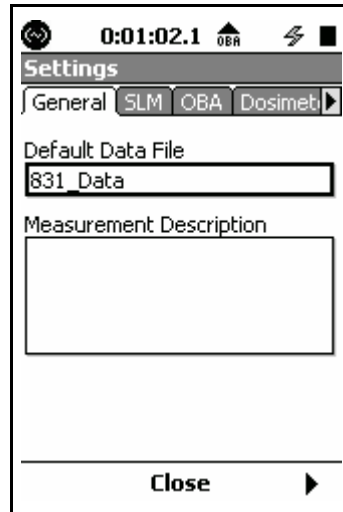 0:01:02.1 OBA
Settings
General SLM OBA Dosimet
Default Data File
831_Data
Measurement Description
Close